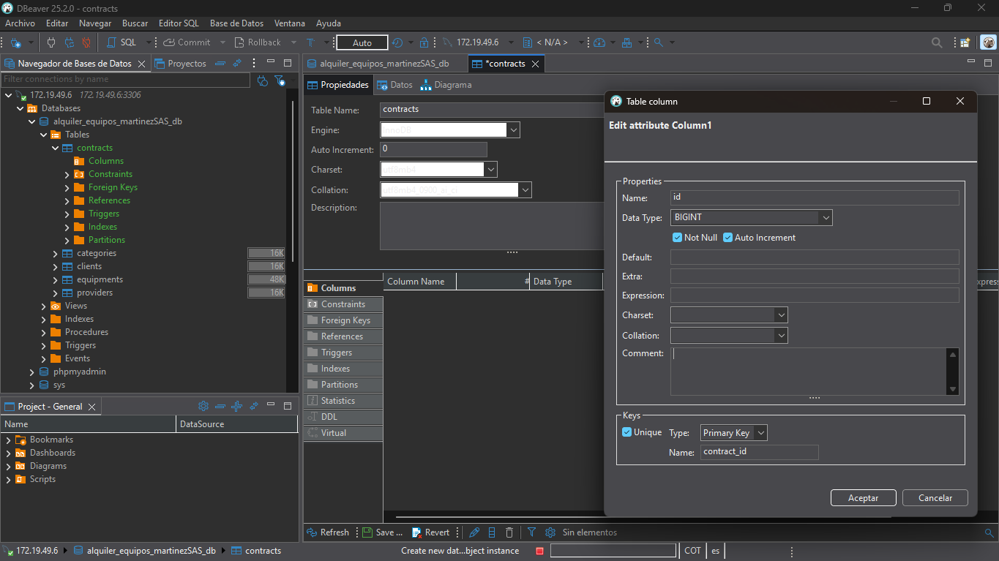 DBeaver 25.2.0 - contracts
Archivo Editar Navegar Buscar Editor SQL Base de Datos Ventana Ayuda
SQL Commit Rollback T Auto 172.19.49.6 < N/A >
Navegador de Bases de Datos Proyectos
Filter connections by name
172.19.49.6 172.19.49.6:3306
Databases
alquiler_equipos_martinezSAS_db
Tables
contracts
Columns
Constraints
Foreign Keys
References
Triggers
Indexes
Partitions
categories 16K
clients 16K
equipments 48K
providers 16K
Views
Indexes
Procedures
Triggers
Events
phpmyadmin
sys
Project - General
Name DataSource
Bookmarks
Dashboards
Diagrams
Scripts
alquiler_equipos_martinezSAS_db *contracts
Propiedades Datos Diagrama
Table Name: contracts
Engine: InnoDB
Auto Increment: 0
Charset: utf8mb4
Collation: utf8mb4_0900_ai_ci
Description:
Columns
Constraints
Foreign Keys
References
Triggers
Indexes
Partitions
Statistics
DDL
Virtual
Column Name # Data Type
Refresh Save ... Revert Sin elementos
Table column
Edit attribute Column1
Properties
Name: id
Data Type: BIGINT
Not Null Auto Increment
Default:
Extra:
Expression:
Charset:
Collation:
Comment:
Keys
Unique Type: Primary Key
Name: contract_id
Aceptar Cancelar
172.19.49.6 alquiler_equipos_martinezSAS_db contracts Create new dat...bject instance COT es